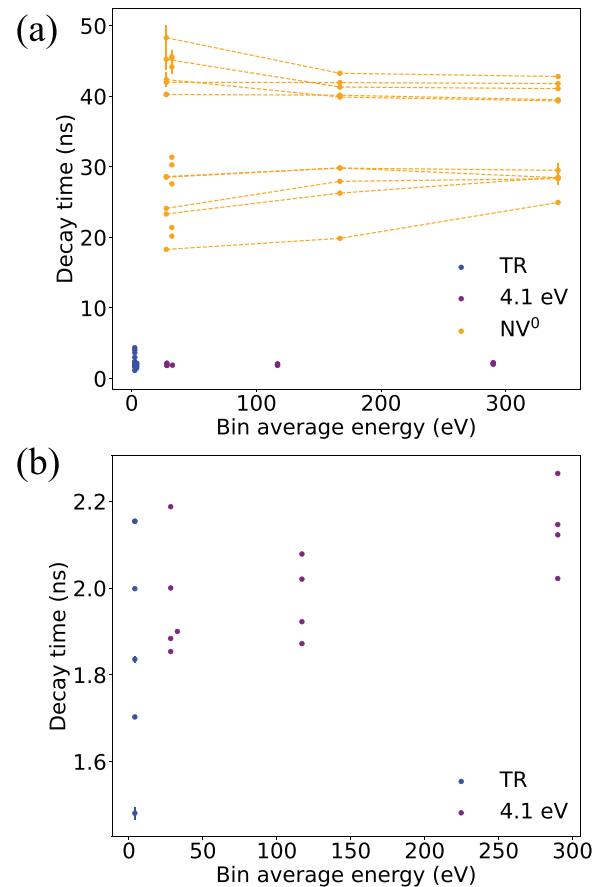 (a)
Decay time (ns)
50
40
30
20
10
0
TR
4.1 eV
NV⁰
0 100 200 300
Bin average energy (eV)
(b)
Decay time (ns)
2.2
2.0
1.8
1.6
TR
4.1 eV
0 50 100 150 200 250 300
Bin average energy (eV)